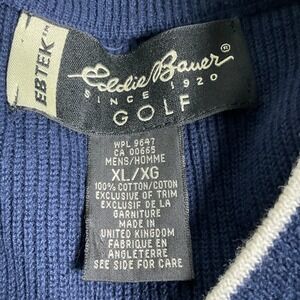 EBTEK™
Eddie Bauer®
SINCE 1920
GOLF
WPL 9647
CA 00665
MENS/HOMME
XL/XG
100% COTTON/COTON
EXCLUSIVE OF TRIM
EXCLUSIF DE LA
GARNITURE
MADE IN
UNITED KINGDOM
FABRIQUE EN
ANGLETERRE
SEE SIDE FOR CARE